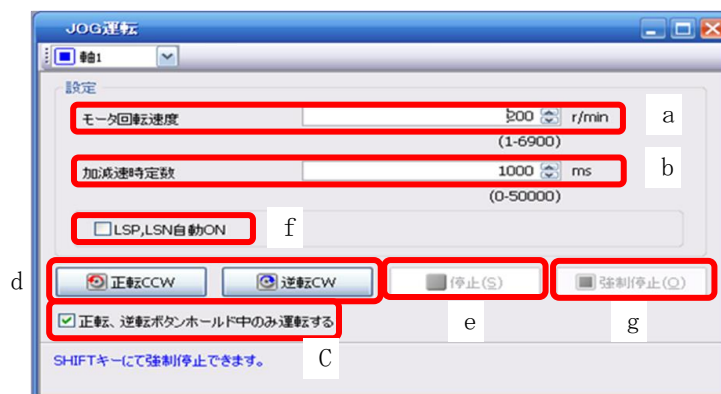 JOG運転
軸1
設定
モータ回転速度 200 r/min a
(1-6900)
加減速時定数 1000 ms b
(0-50000)
LSP,LSN自動ON f
d 正転CCW 逆転CW 停止(S) 強制停止(O)
e g
正転、逆転ボタンホールド中のみ運転する
C
SHIFTキーにて強制停止できます。